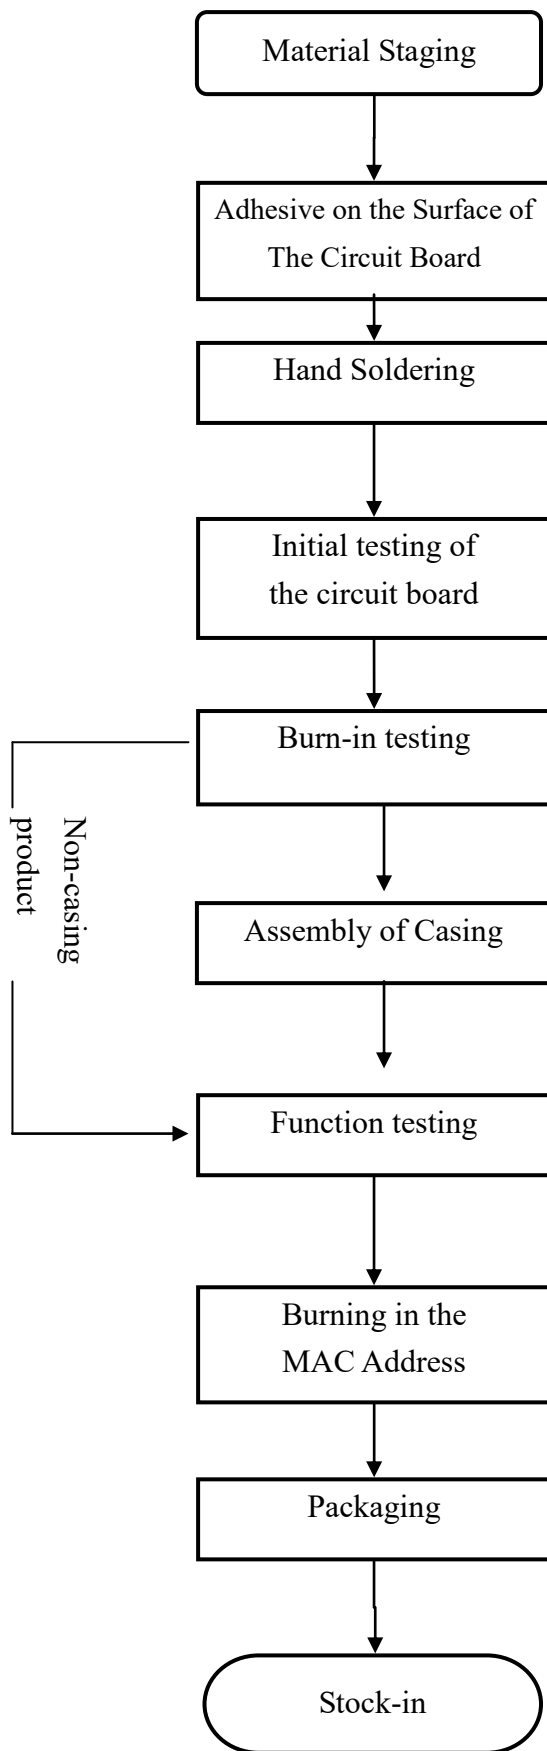 Material Staging
Adhesive on the Surface of
The Circuit Board
Hand Soldering
Initial testing of
the circuit board
Burn-in testing
Non-casing
product
Assembly of Casing
Function testing
Burning in the
MAC Address
Packaging
Stock-in